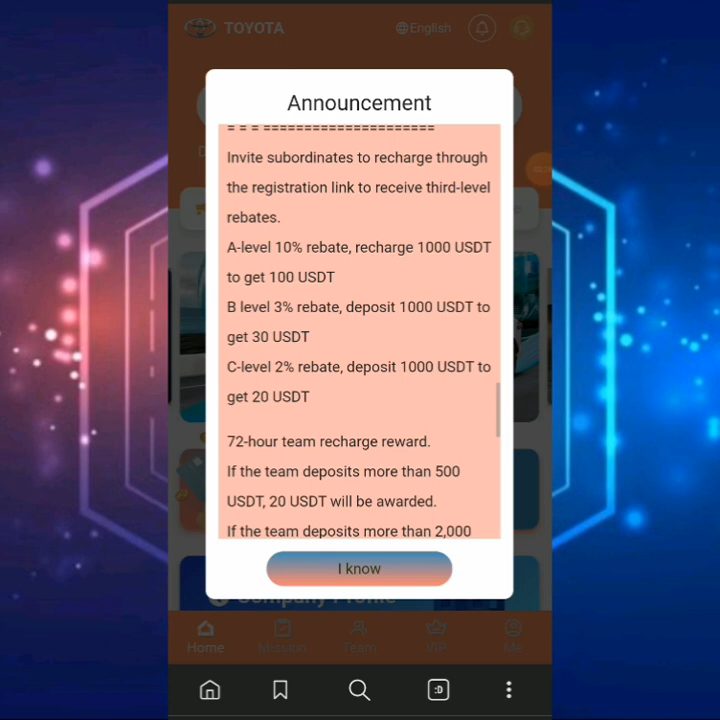 TOYOTA
English
Announcement
= = = =====================
Invite subordinates to recharge through
the registration link to receive third-level
rebates.
A-level 10% rebate, recharge 1000 USDT
to get 100 USDT
B level 3% rebate, deposit 1000 USDT to
get 30 USDT
C-level 2% rebate, deposit 1000 USDT to
get 20 USDT
72-hour team recharge reward.
If the team deposits more than 500
USDT, 20 USDT will be awarded.
If the team deposits more than 2,000
I know
Company Profile
Home
Mission
Team
VIP
Me
:D